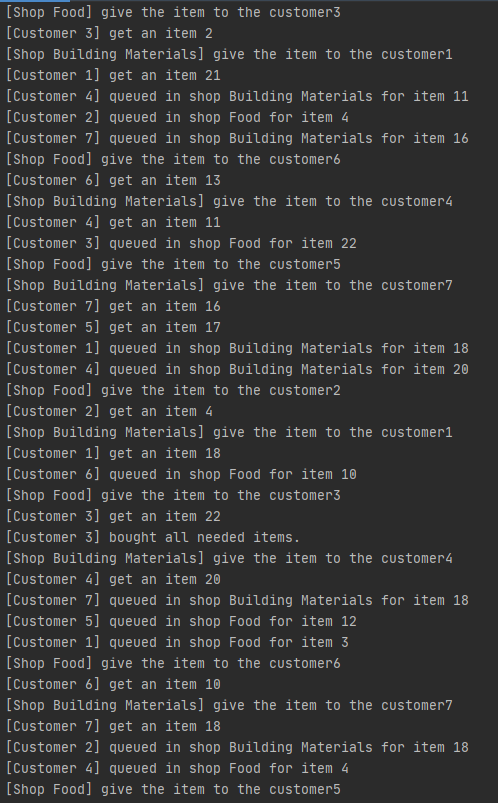 [Shop Food] give the item to the customer3
[Customer 3] get an item 2
[Shop Building Materials] give the item to the customer1
[Customer 1] get an item 21
[Customer 4] queued in shop Building Materials for item 11
[Customer 2] queued in shop Food for item 4
[Customer 7] queued in shop Building Materials for item 16
[Shop Food] give the item to the customer6
[Customer 6] get an item 13
[Shop Building Materials] give the item to the customer4
[Customer 4] get an item 11
[Customer 3] queued in shop Food for item 22
[Shop Food] give the item to the customer5
[Shop Building Materials] give the item to the customer7
[Customer 7] get an item 16
[Customer 5] get an item 17
[Customer 1] queued in shop Building Materials for item 18
[Customer 4] queued in shop Building Materials for item 20
[Shop Food] give the item to the customer2
[Customer 2] get an item 4
[Shop Building Materials] give the item to the customer1
[Customer 1] get an item 18
[Customer 6] queued in shop Food for item 10
[Shop Food] give the item to the customer3
[Customer 3] get an item 22
[Customer 3] bought all needed items.
[Shop Building Materials] give the item to the customer4
[Customer 4] get an item 20
[Customer 7] queued in shop Building Materials for item 18
[Customer 5] queued in shop Food for item 12
[Customer 1] queued in shop Food for item 3
[Shop Food] give the item to the customer6
[Customer 6] get an item 10
[Shop Building Materials] give the item to the customer7
[Customer 7] get an item 18
[Customer 2] queued in shop Building Materials for item 18
[Customer 4] queued in shop Food for item 4
[Shop Food] give the item to the customer5